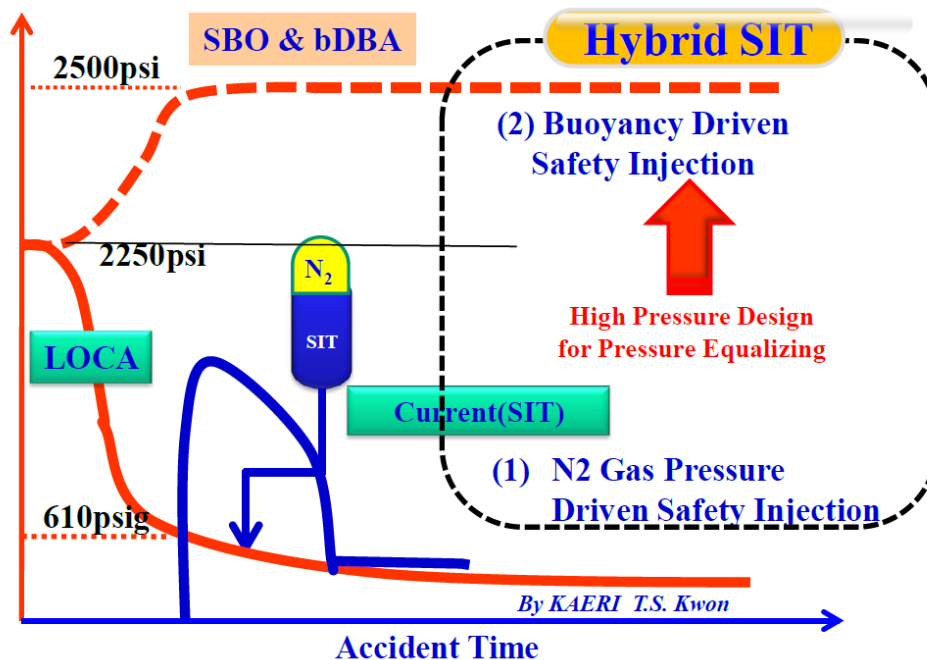 SBO & bDBA
Hybrid SIT
2500psi
(2) Buoyancy Driven
Safety Injection
2250psi
N2
SIT
High Pressure Design
for Pressure Equalizing
LOCA
Current(SIT)
(1) N2 Gas Pressure
Driven Safety Injection
610psig
By KAERI T.S. Kwon
Accident Time